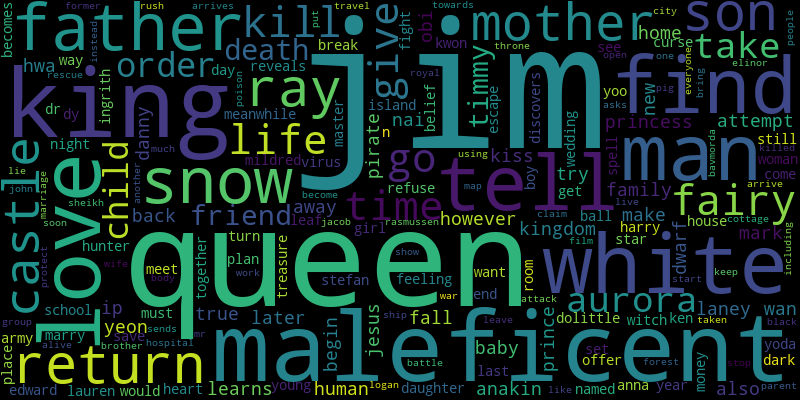 former rush arrives put travel towards city
father kill give mother son
becomes death break obi fight kwon throne home take people
king hwa way order day reveals see curse one everyone
instead ray jim timmy find open elinor
ingrith dr dy danny meanwhile island belief yoo new bring
poison master nail discovers royal asks pig princess attempt
night virus pirate n escape wedding rescue bavmorda still
castle love child life mildred go tell man spell killed woman
lie much snow kiss using boy try fairy come
john marriage sheikh another refuse time map get family
soon back friend away leaf become girl jacob rasmussen live claim house cottage
queen however ball make mark
hunter turn together treasure stefan show kingdom film harry star white dwarf including
protect wife body meet plan work feeling want room start keep
school true war end attack aurora
group ip must later jesus fall set laney wan
army marry yeon save sends mr begin ship leave prince dolittle witch ken taken black
place alive brother hospital baby battle offer forest money yoda
return maleficent last dark
edward lauren would heart learns young human logan daughter anakin named like anna year also stop parent